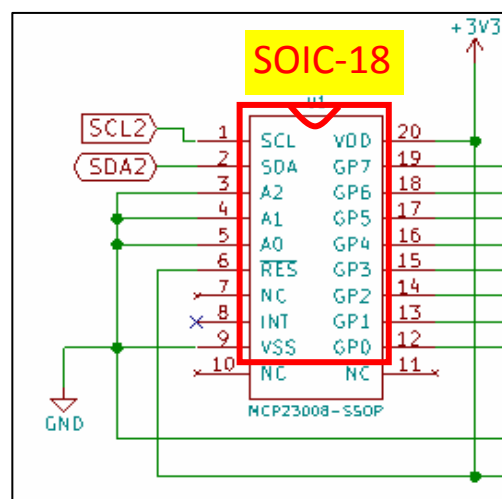 +3V3
SOIC-18
U1
SCL2 1 SCL VDD 20
SDA2 2 SDA GP7 19
3 A2 GP6 18
4 A1 GP5 17
5 A0 GP4 16
6 RES GP3 15
7 NC GP2 14
8 INT GP1 13
9 VSS GP0 12
10 NC NC 11
MCP23008-SSOP
GND